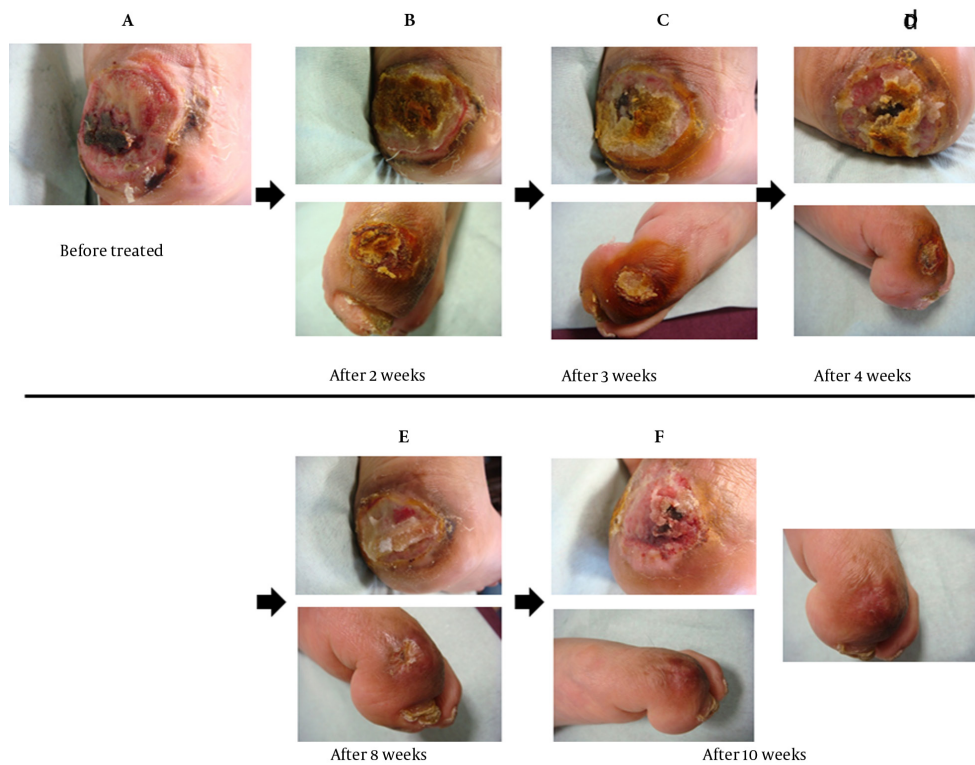 A
B
C
d
Before treated
After 2 weeks
After 3 weeks
After 4 weeks
E
F
After 8 weeks
After 10 weeks